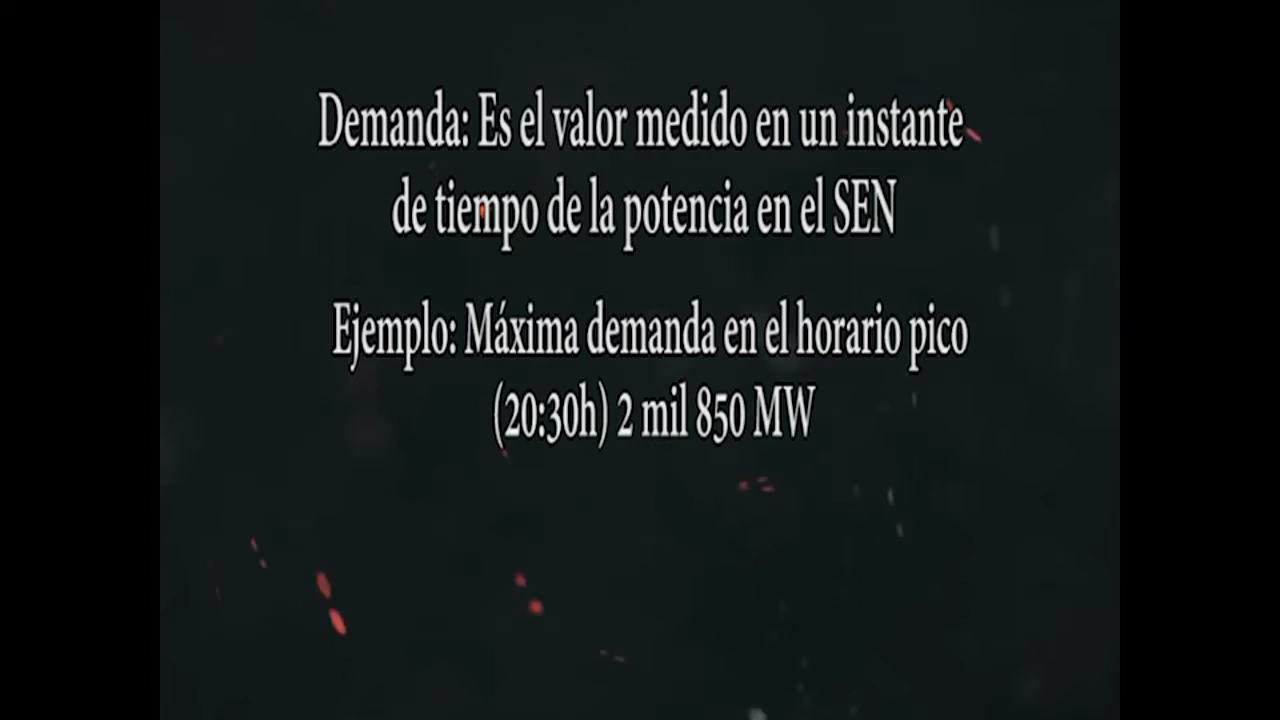 Demanda: Es el valor medido en un instante
de tiempo de la potencia en el SEN
Ejemplo: Máxima demanda en el horario pico
(20:30h) 2 mil 850 MW